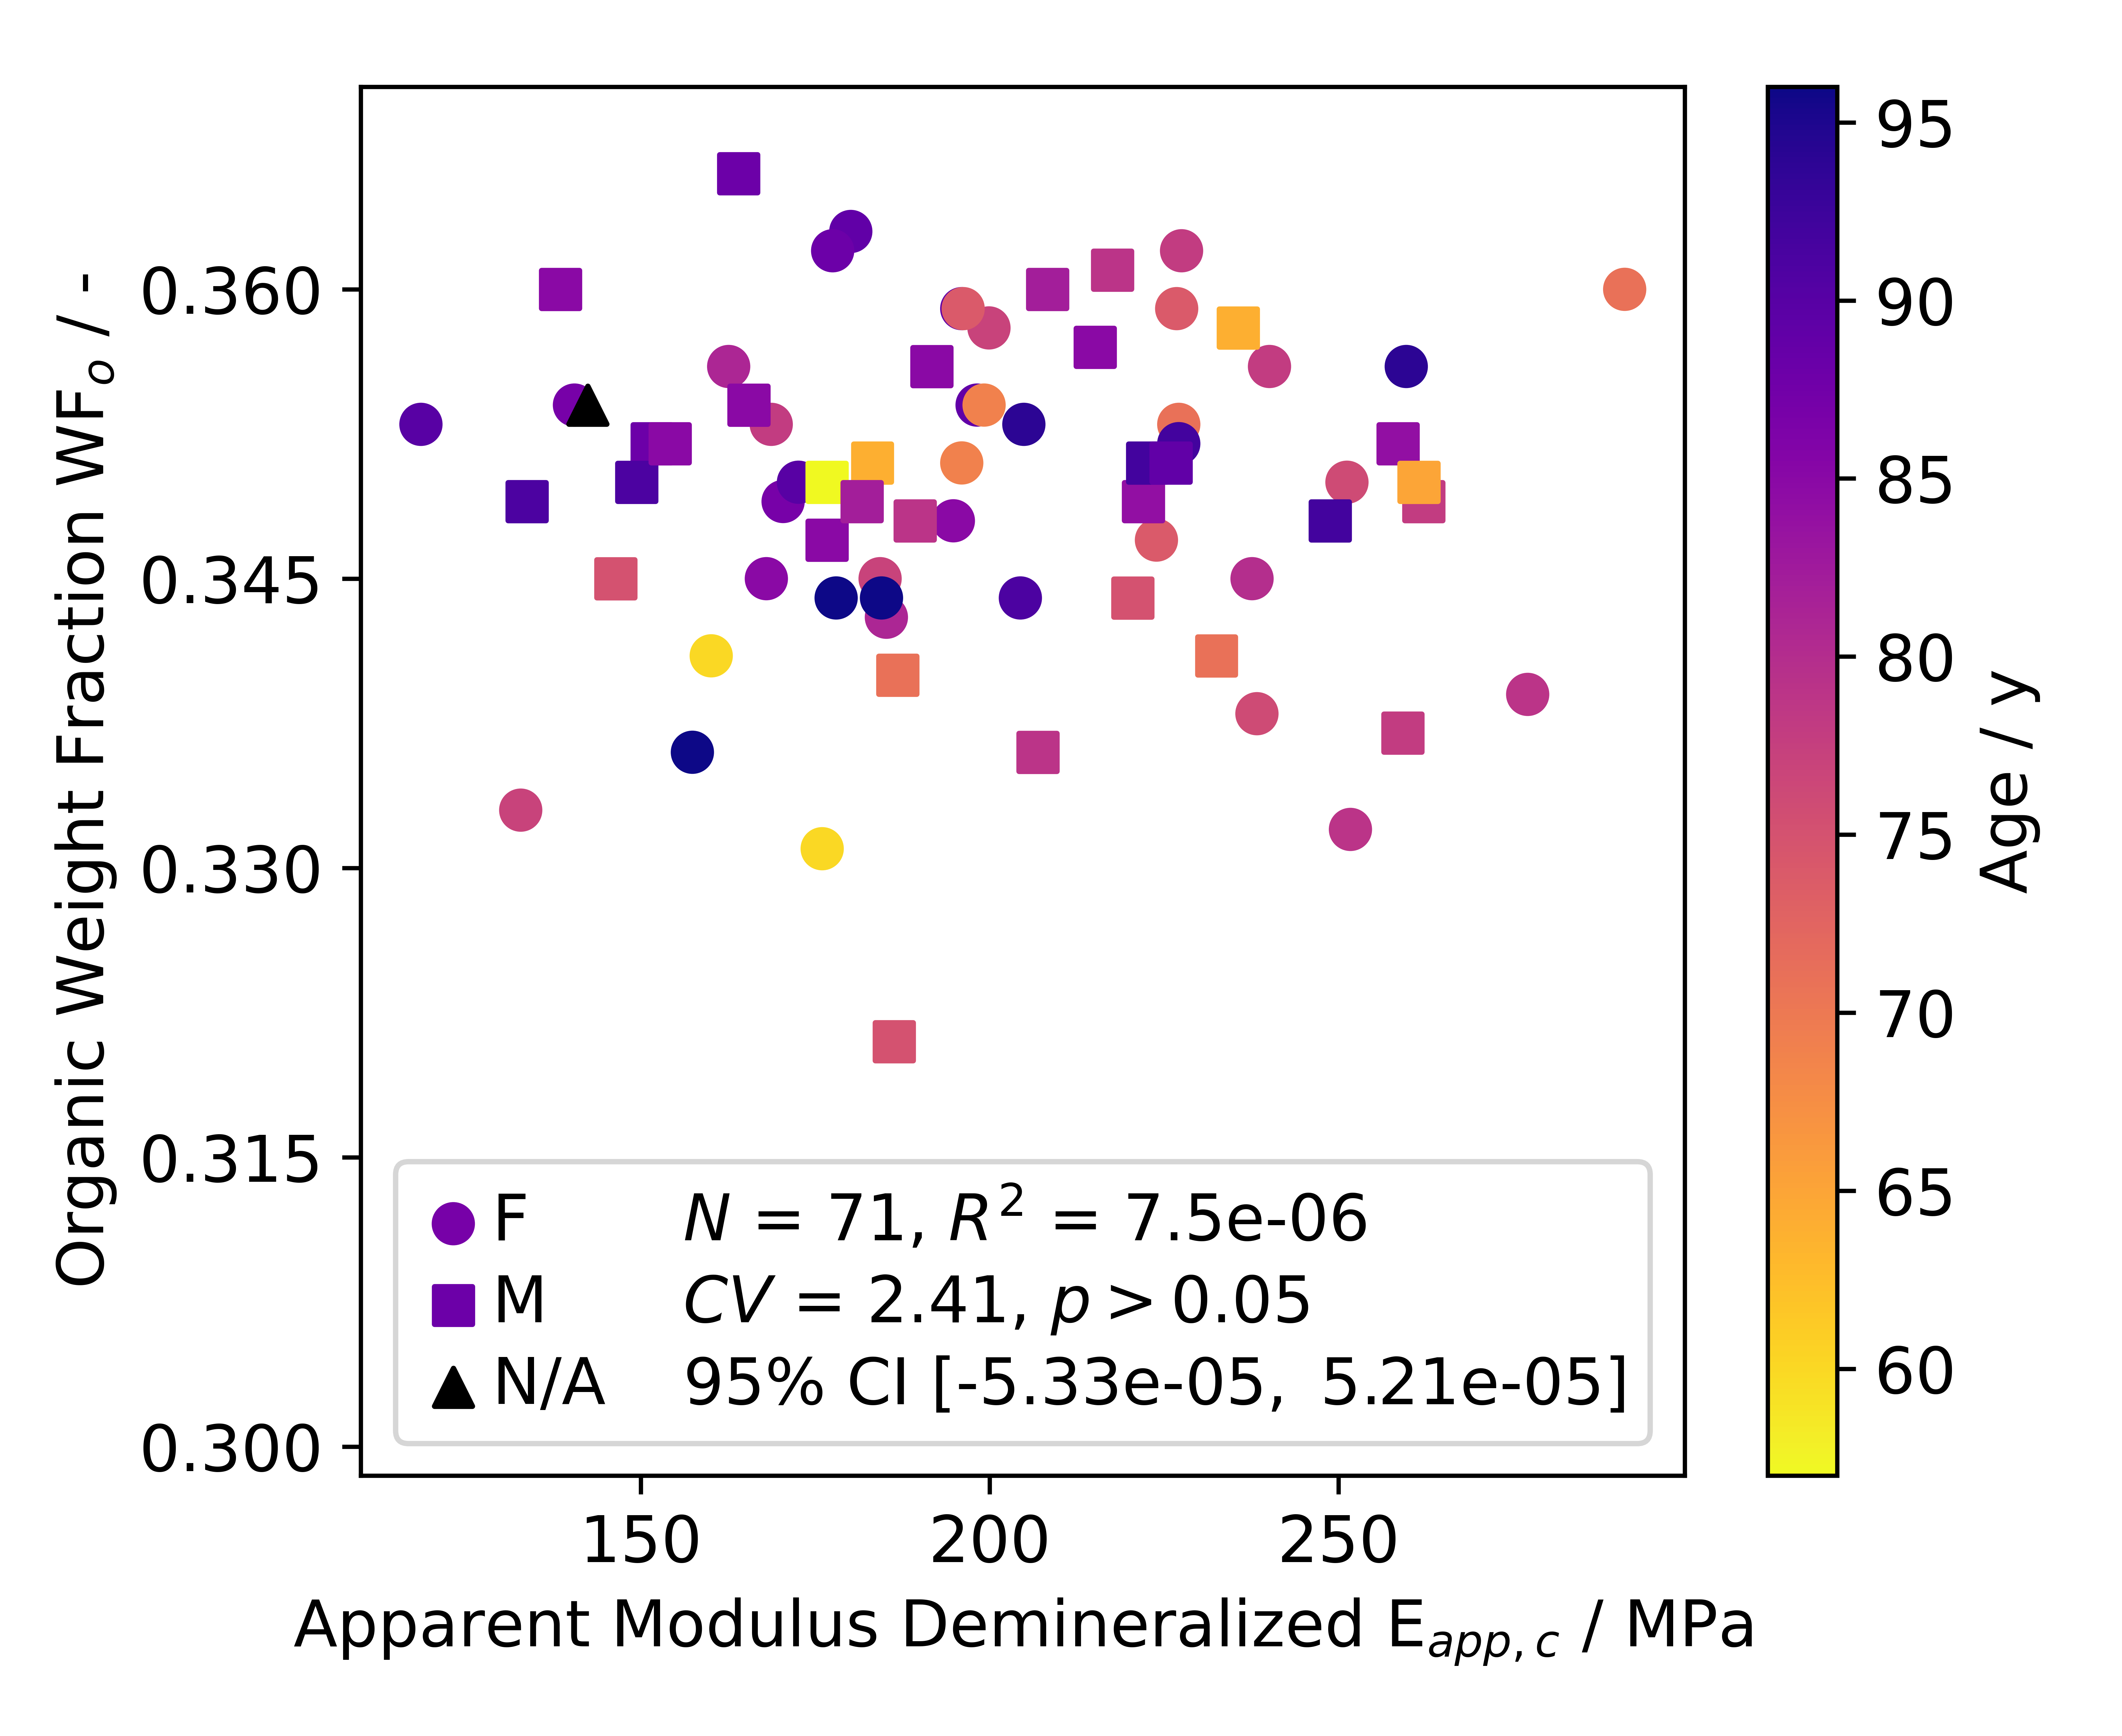 Organic Weight Fraction WFₒ / -
0.360
0.345
0.330
0.315
0.300
F N = 71, R² = 7.5e-06
M CV = 2.41, p > 0.05
N/A 95% CI [-5.33e-05, 5.21e-05]
150 200 250
Apparent Modulus Demineralized E_app,c / MPa
95
90
85
80
75
70
65
60
Age / y